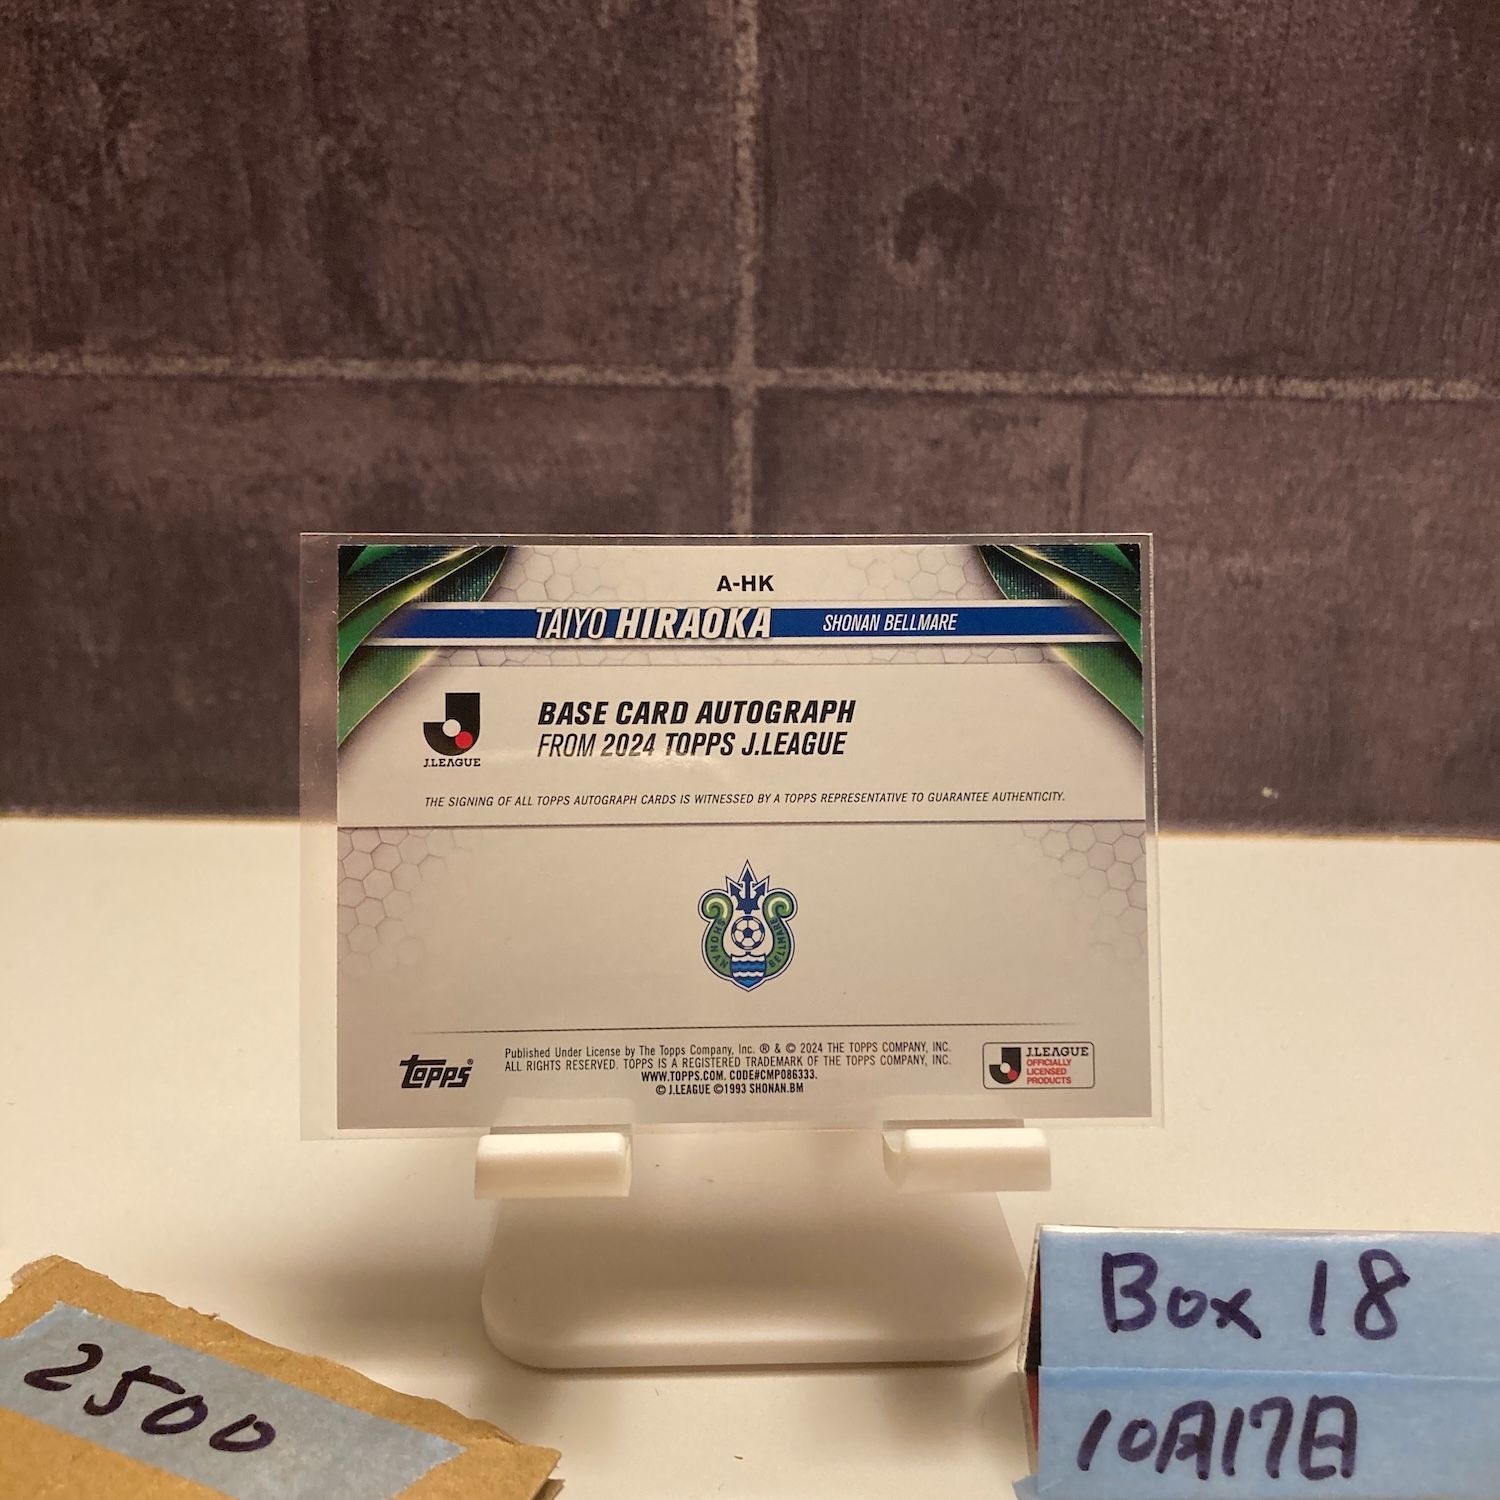 A-HK
TAIYO HIRAOKA SHONAN BELLMARE
J.LEAGUE
BASE CARD AUTOGRAPH
FROM 2024 TOPPS J.LEAGUE
THE SIGNING OF ALL TOPPS AUTOGRAPH CARDS IS WITNESSED BY A TOPPS REPRESENTATIVE TO GUARANTEE AUTHENTICITY.
SHONAN BELLMARE
topps®
Published Under License by The Topps Company, Inc. ® & © 2024 THE TOPPS COMPANY, INC.
ALL RIGHTS RESERVED. TOPPS IS A REGISTERED TRADEMARK OF THE TOPPS COMPANY, INC.
WWW.TOPPS.COM. CODE#CMP086333.
© J.LEAGUE ©1993 SHONAN.BM
J.LEAGUE
OFFICIALLY
LICENSED
PRODUCTS
2500
Box 18
10月17日